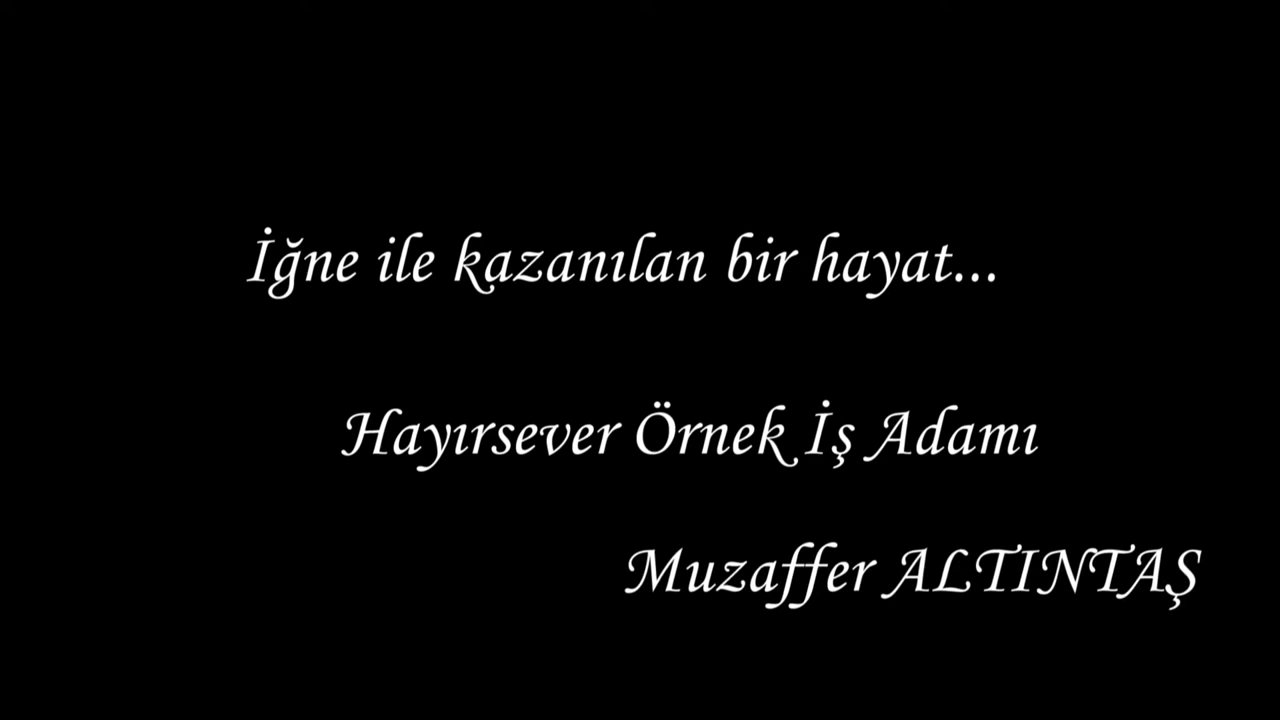 İğne ile kazanılan bir hayat...
Hayırsever Örnek İş Adamı
Muzaffer ALTINTAŞ